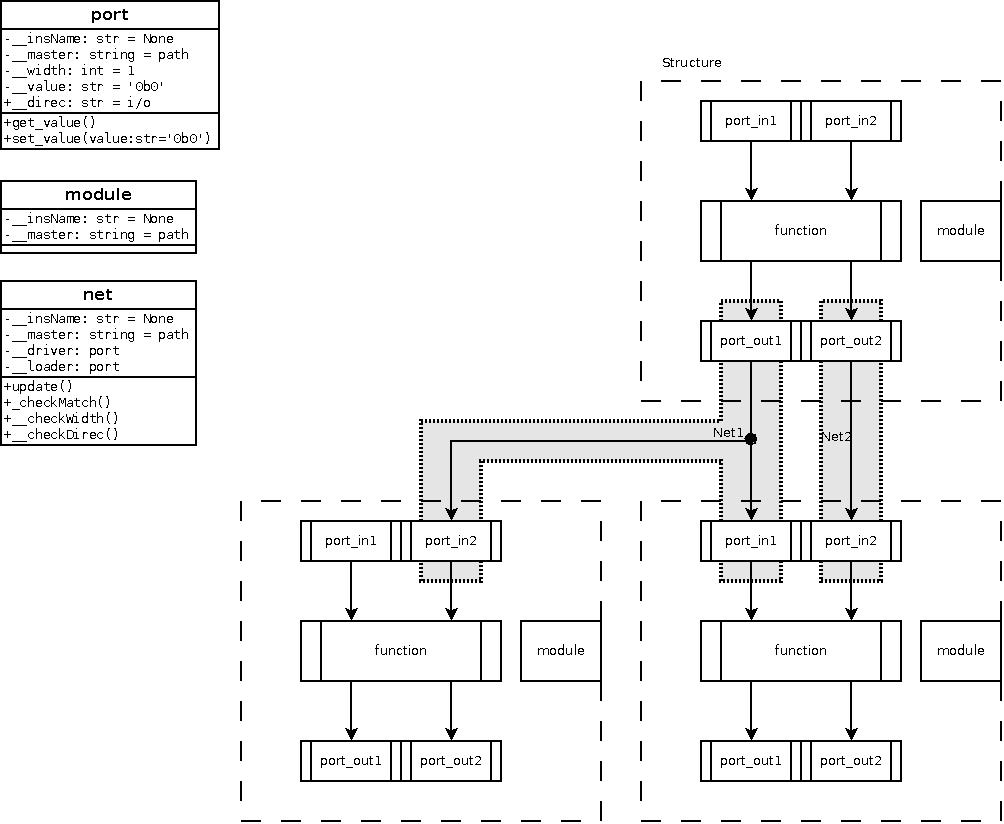 port
-__insName: str = None
-__master: string = path
-__width: int = 1
-__value: str = '0b0'
+__direc: str = i/o
+get_value()
+set_value(value:str='0b0')
module
-__insName: str = None
-__master: string = path
net
-__insName: str = None
-__master: string = path
-__driver: port
-__loader: port
+update()
+_checkMatch()
+__checkWidth()
+__checkDirec()
Structure
port_in1 port_in2
function module
port_out1 port_out2
Net1 Net2
port_in1 port_in2
function module
port_out1 port_out2
port_in1 port_in2
function module
port_out1 port_out2